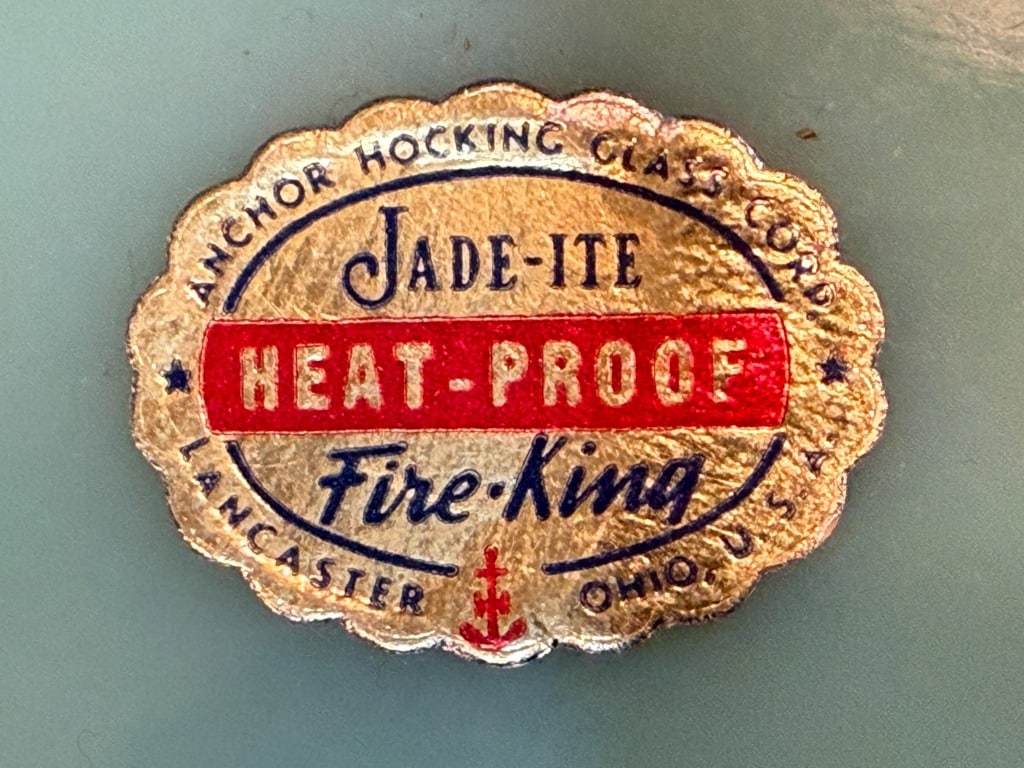 ANCHOR HOCKING GLASS CORP.
JADE-ITE
HEAT-PROOF
Fire-King
LANCASTER OHIO, U.S.A.